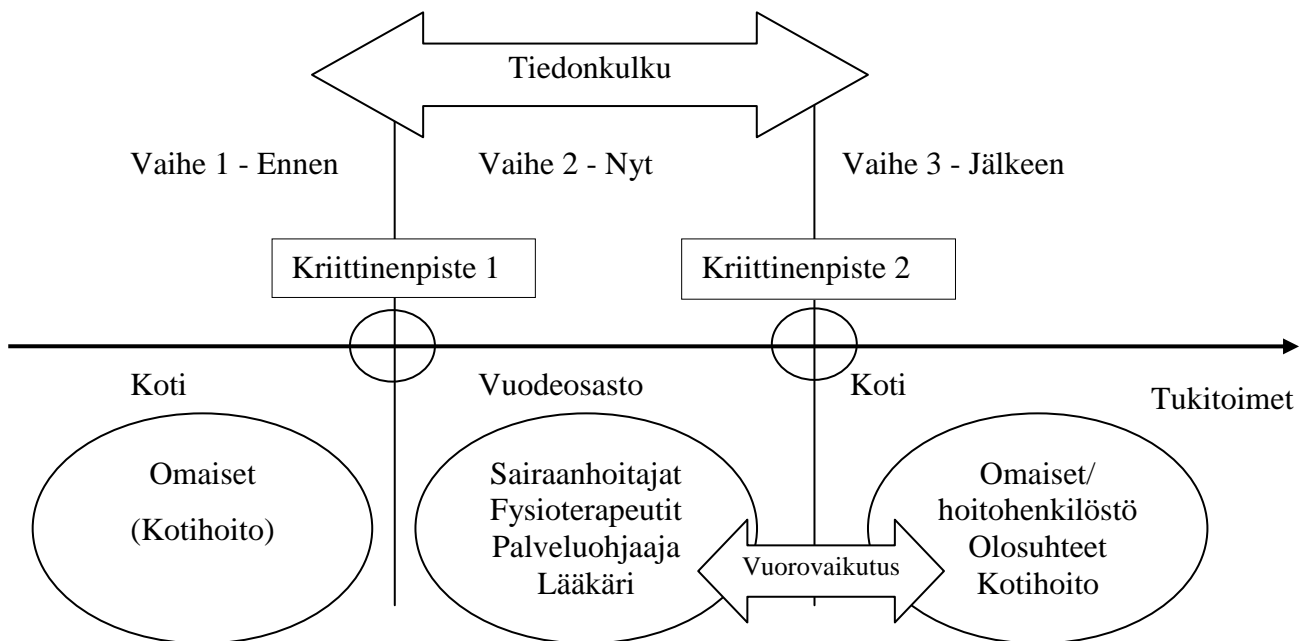 Tiedonkulku
Vaihe 1 - Ennen
Vaihe 2 - Nyt
Vaihe 3 - Jälkeen
Kriittinenpiste 1
Kriittinenpiste 2
Koti
Vuodeosasto
Koti
Tukitoimet
Omaiset
(Kotihoito)
Sairaanhoitajat
Fysioterapeutit
Palveluohjaaja
Lääkäri
Vuorovaikutus
Omaiset/
hoitohenkilöstö
Olosuhteet
Kotihoito